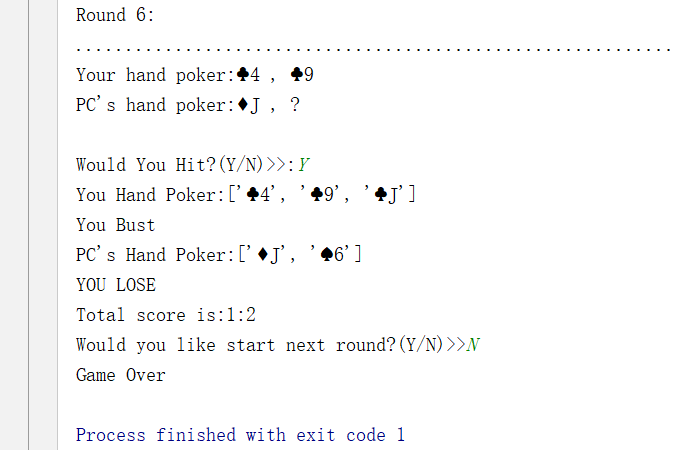 Round 6:
............................................................
Your hand poker:♣4 , ♣9
PC's hand poker:♦J , ?
Would You Hit?(Y/N)>>:Y
You Hand Poker:['♣4', '♣9', '♣J']
You Bust
PC's Hand Poker:['♦J', '♠6']
YOU LOSE
Total score is:1:2
Would you like start next round?(Y/N)>>N
Game Over
Process finished with exit code 1